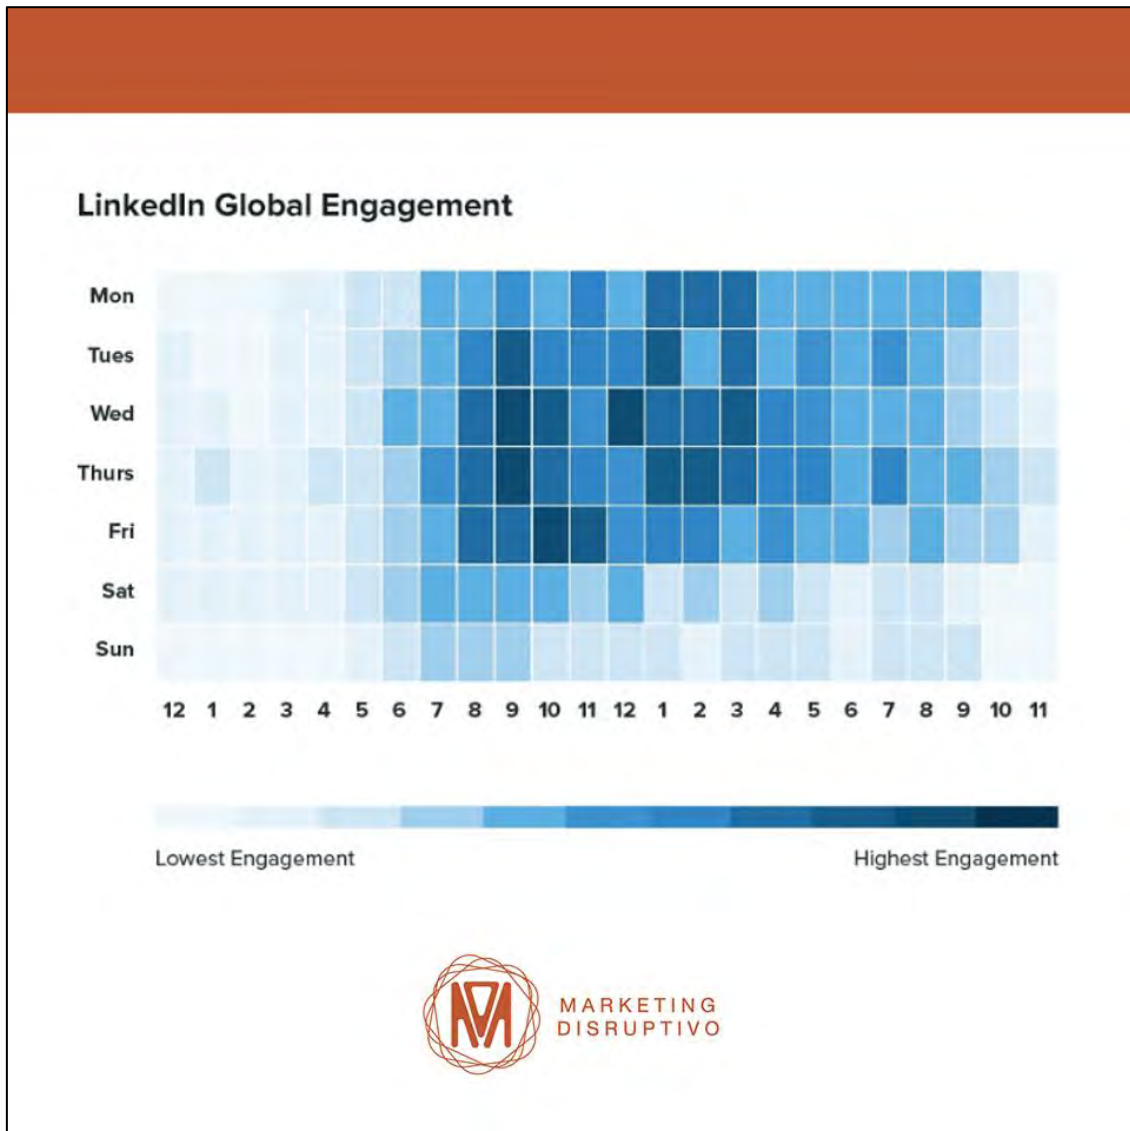 LinkedIn Global Engagement
Mon
Tues
Wed
Thurs
Fri
Sat
Sun
12 1 2 3 4 5 6 7 8 9 10 11 12 1 2 3 4 5 6 7 8 9 10 11
Lowest Engagement Highest Engagement
MARKETING
DISRUPTIVO